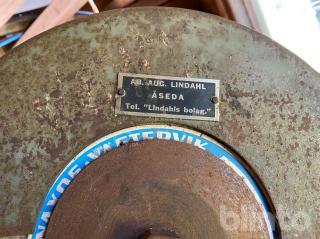 AB. AUG. LINDAHL
ÅSEDA
Tel. "Lindahls bolag."
VÄSTERVIK
blinto